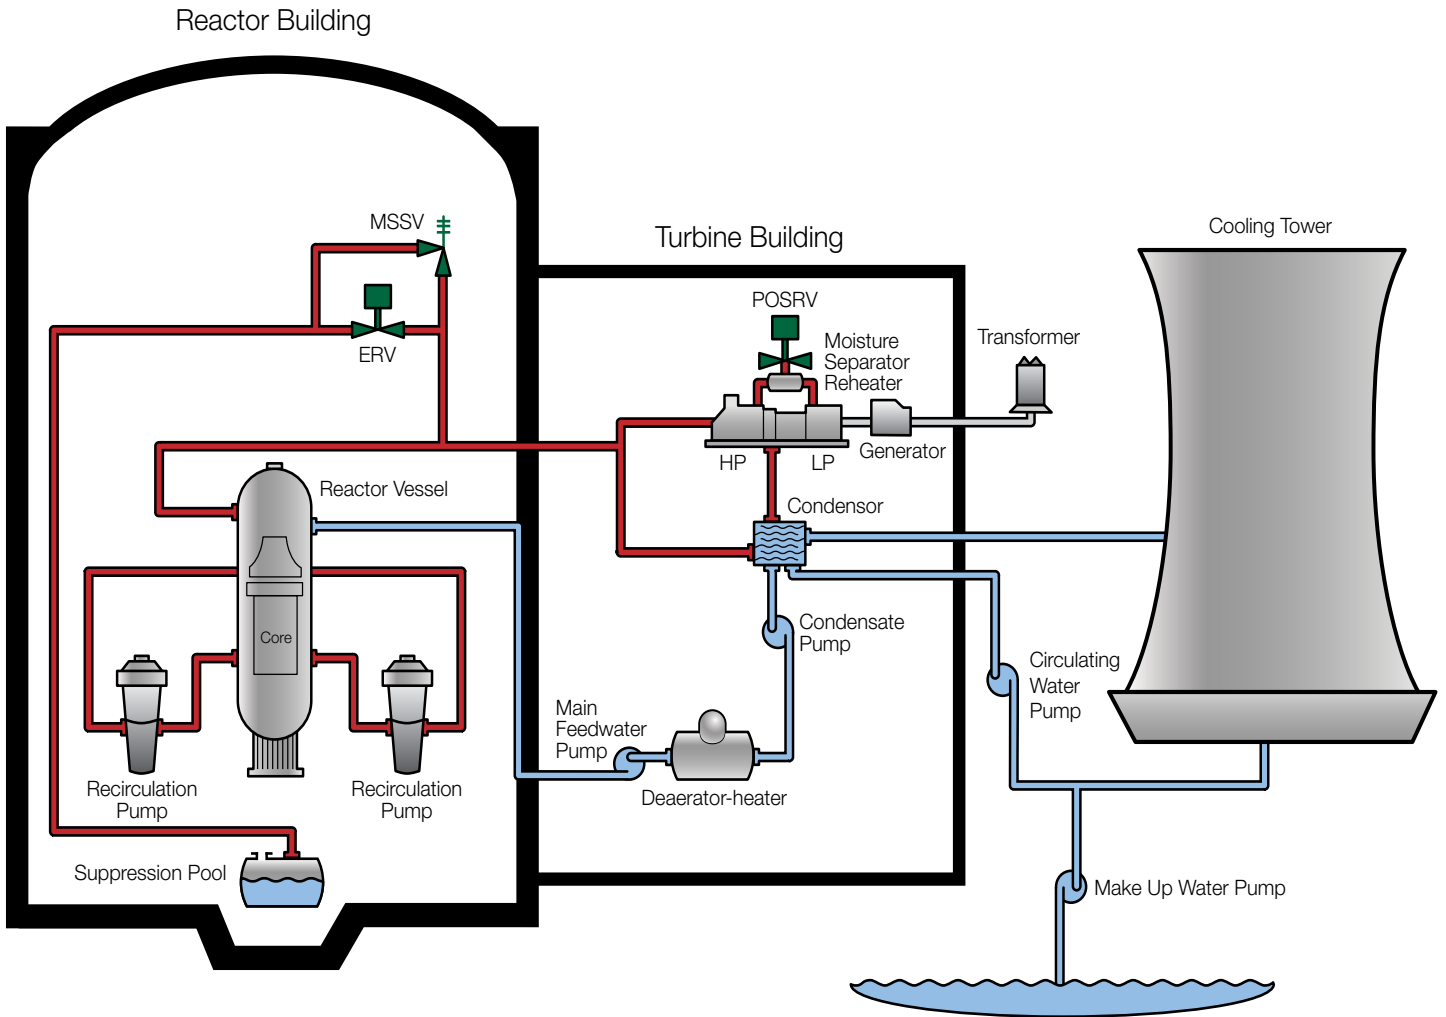 Reactor Building
MSSV
ERV
Reactor Vessel
Core
Recirculation
Pump
Recirculation
Pump
Suppression Pool
Turbine Building
POSRV
Moisture
Separator
Reheater
HP
LP
Generator
Transformer
Condensor
Condensate
Pump
Main
Feedwater
Pump
Deaerator-heater
Cooling Tower
Circulating
Water
Pump
Make Up Water Pump